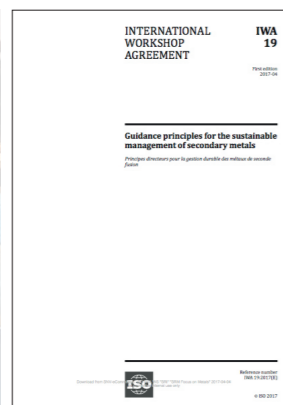 INTERNATIONAL
WORKSHOP
AGREEMENT
IWA
19
First edition
2017-04
Guidance principles for the sustainable
management of secondary metals
Principes directeurs pour la gestion durable des métaux de seconde
fusion
ISO
Reference number
IWA 19:2017(E)
© ISO 2017